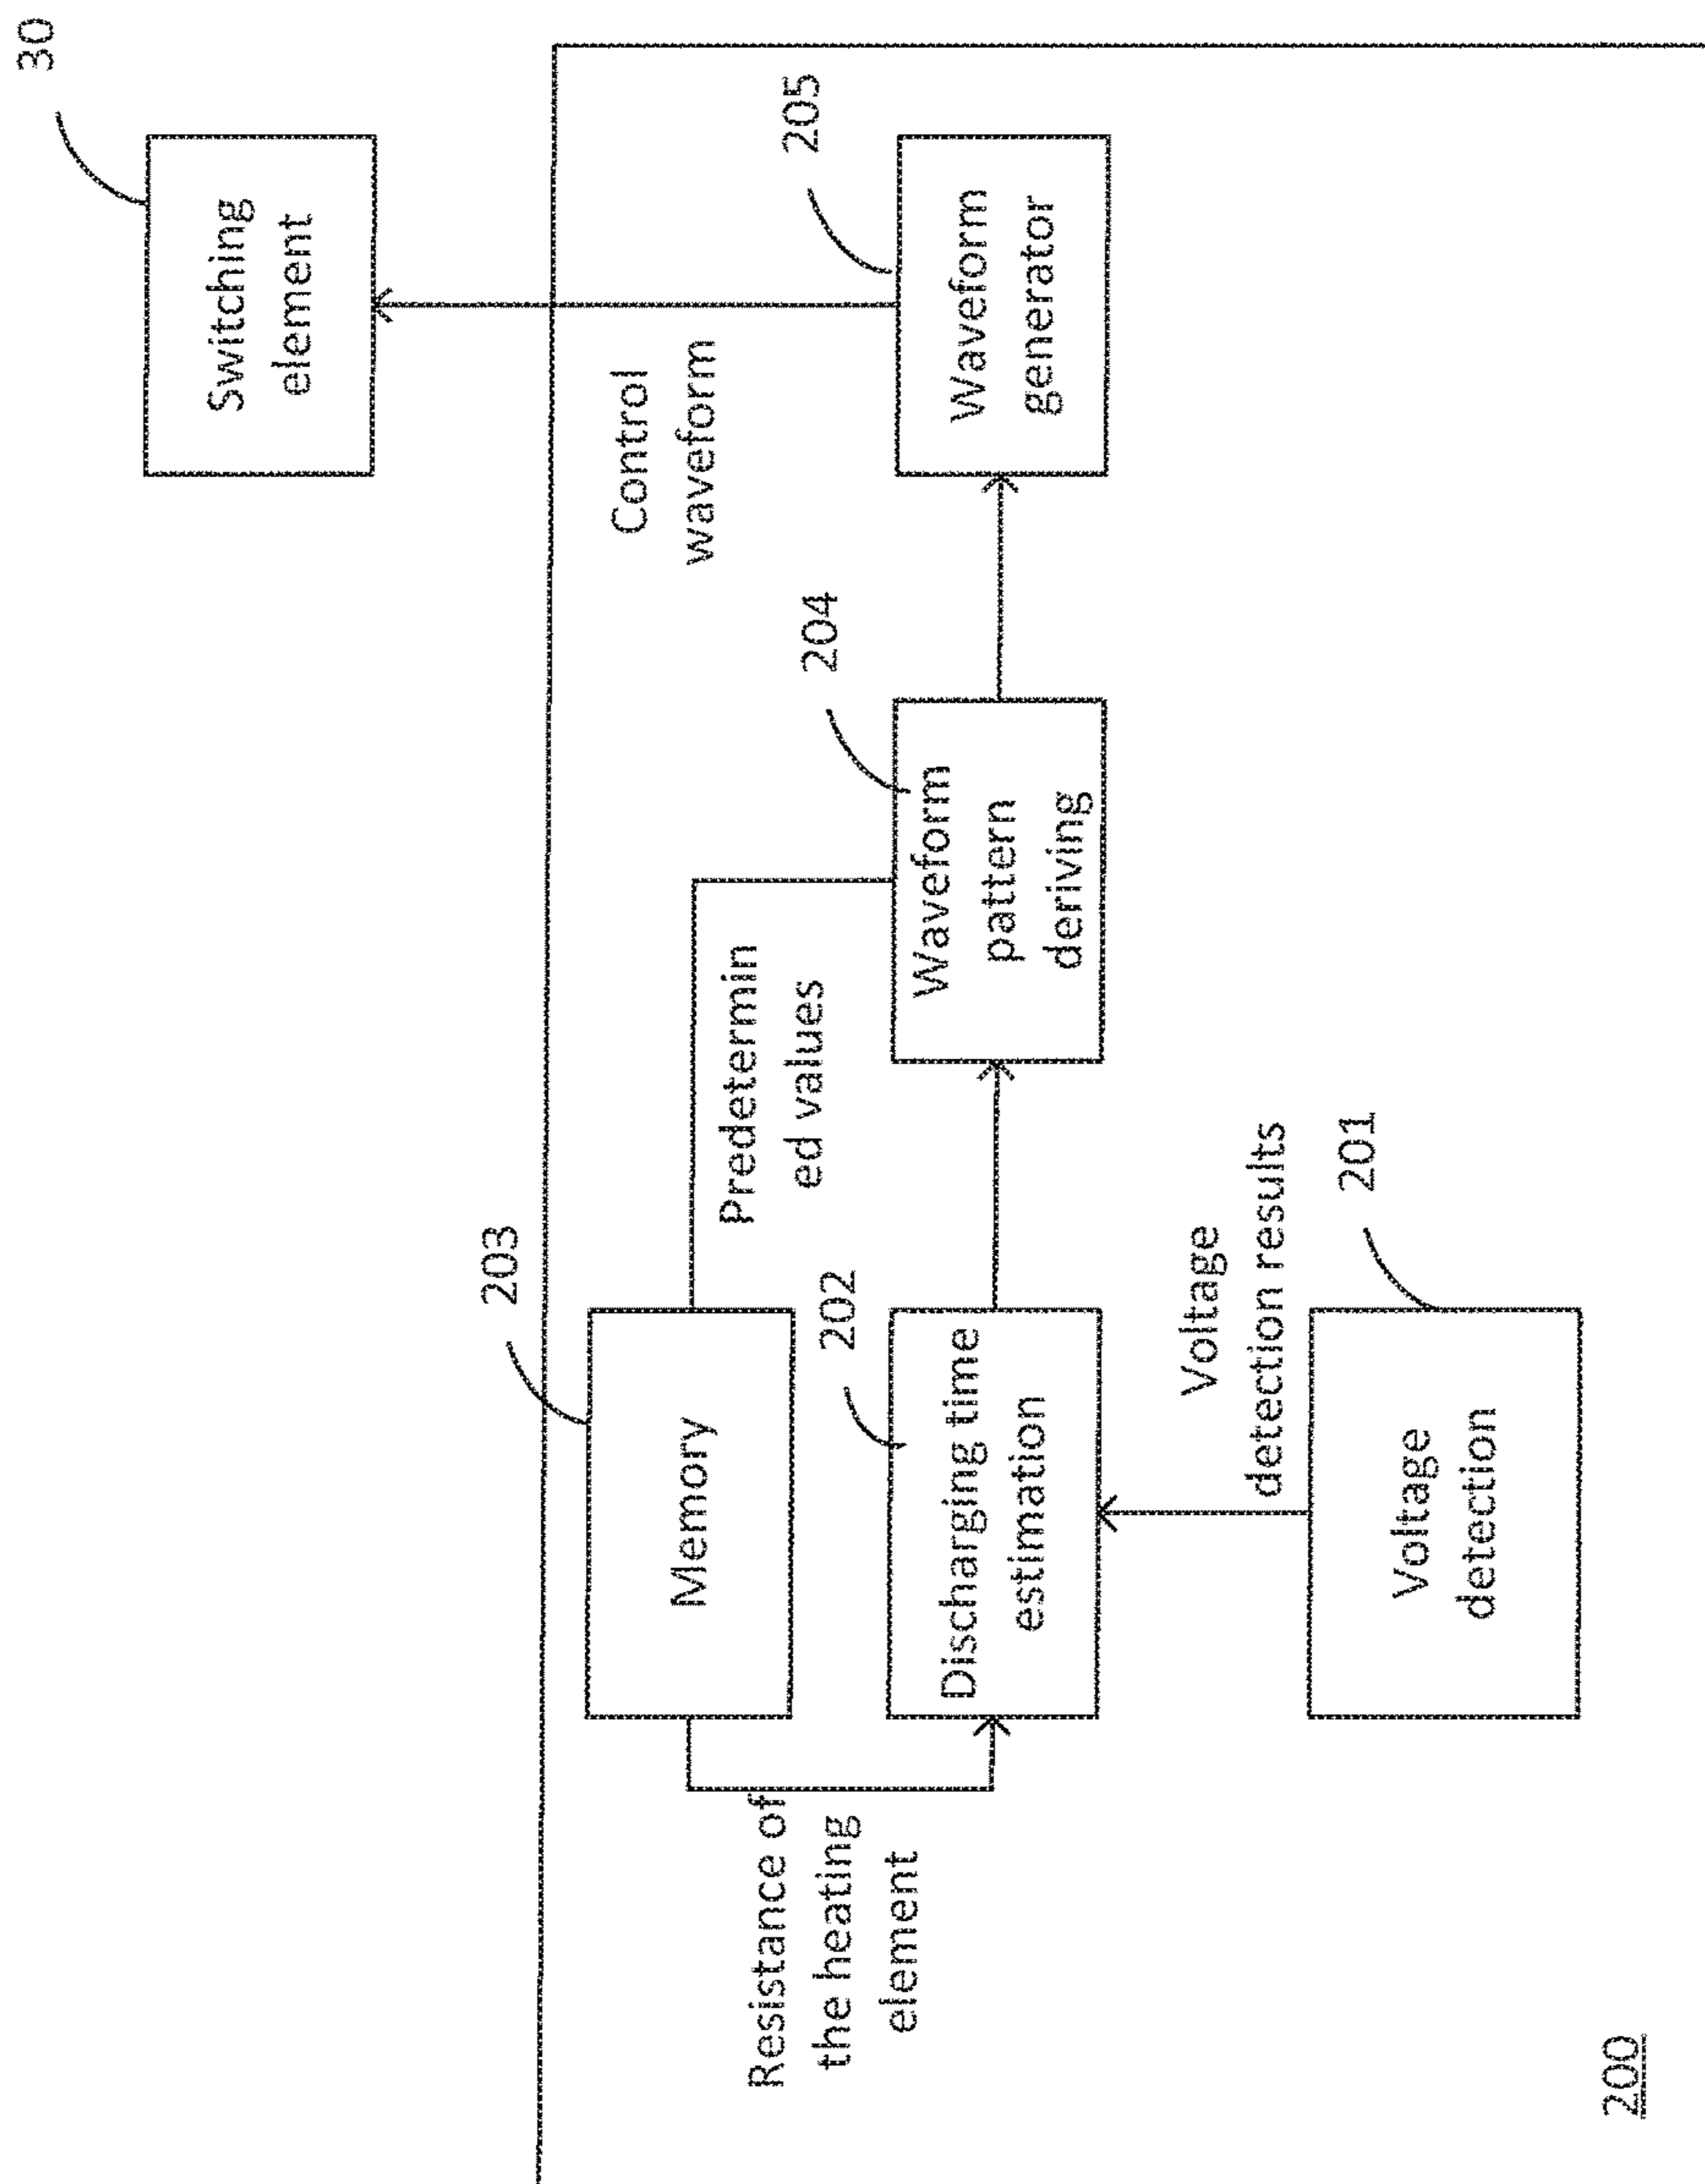 30
Switching
element
203
Memory
Predetermin
ed values
Control
waveform
Resistance of
the heating
element
202
Discharging time
estimation
204
Waveform
pattern
deriving
205
Waveform
generator
Voltage
detection results
201
Voltage
detection
200